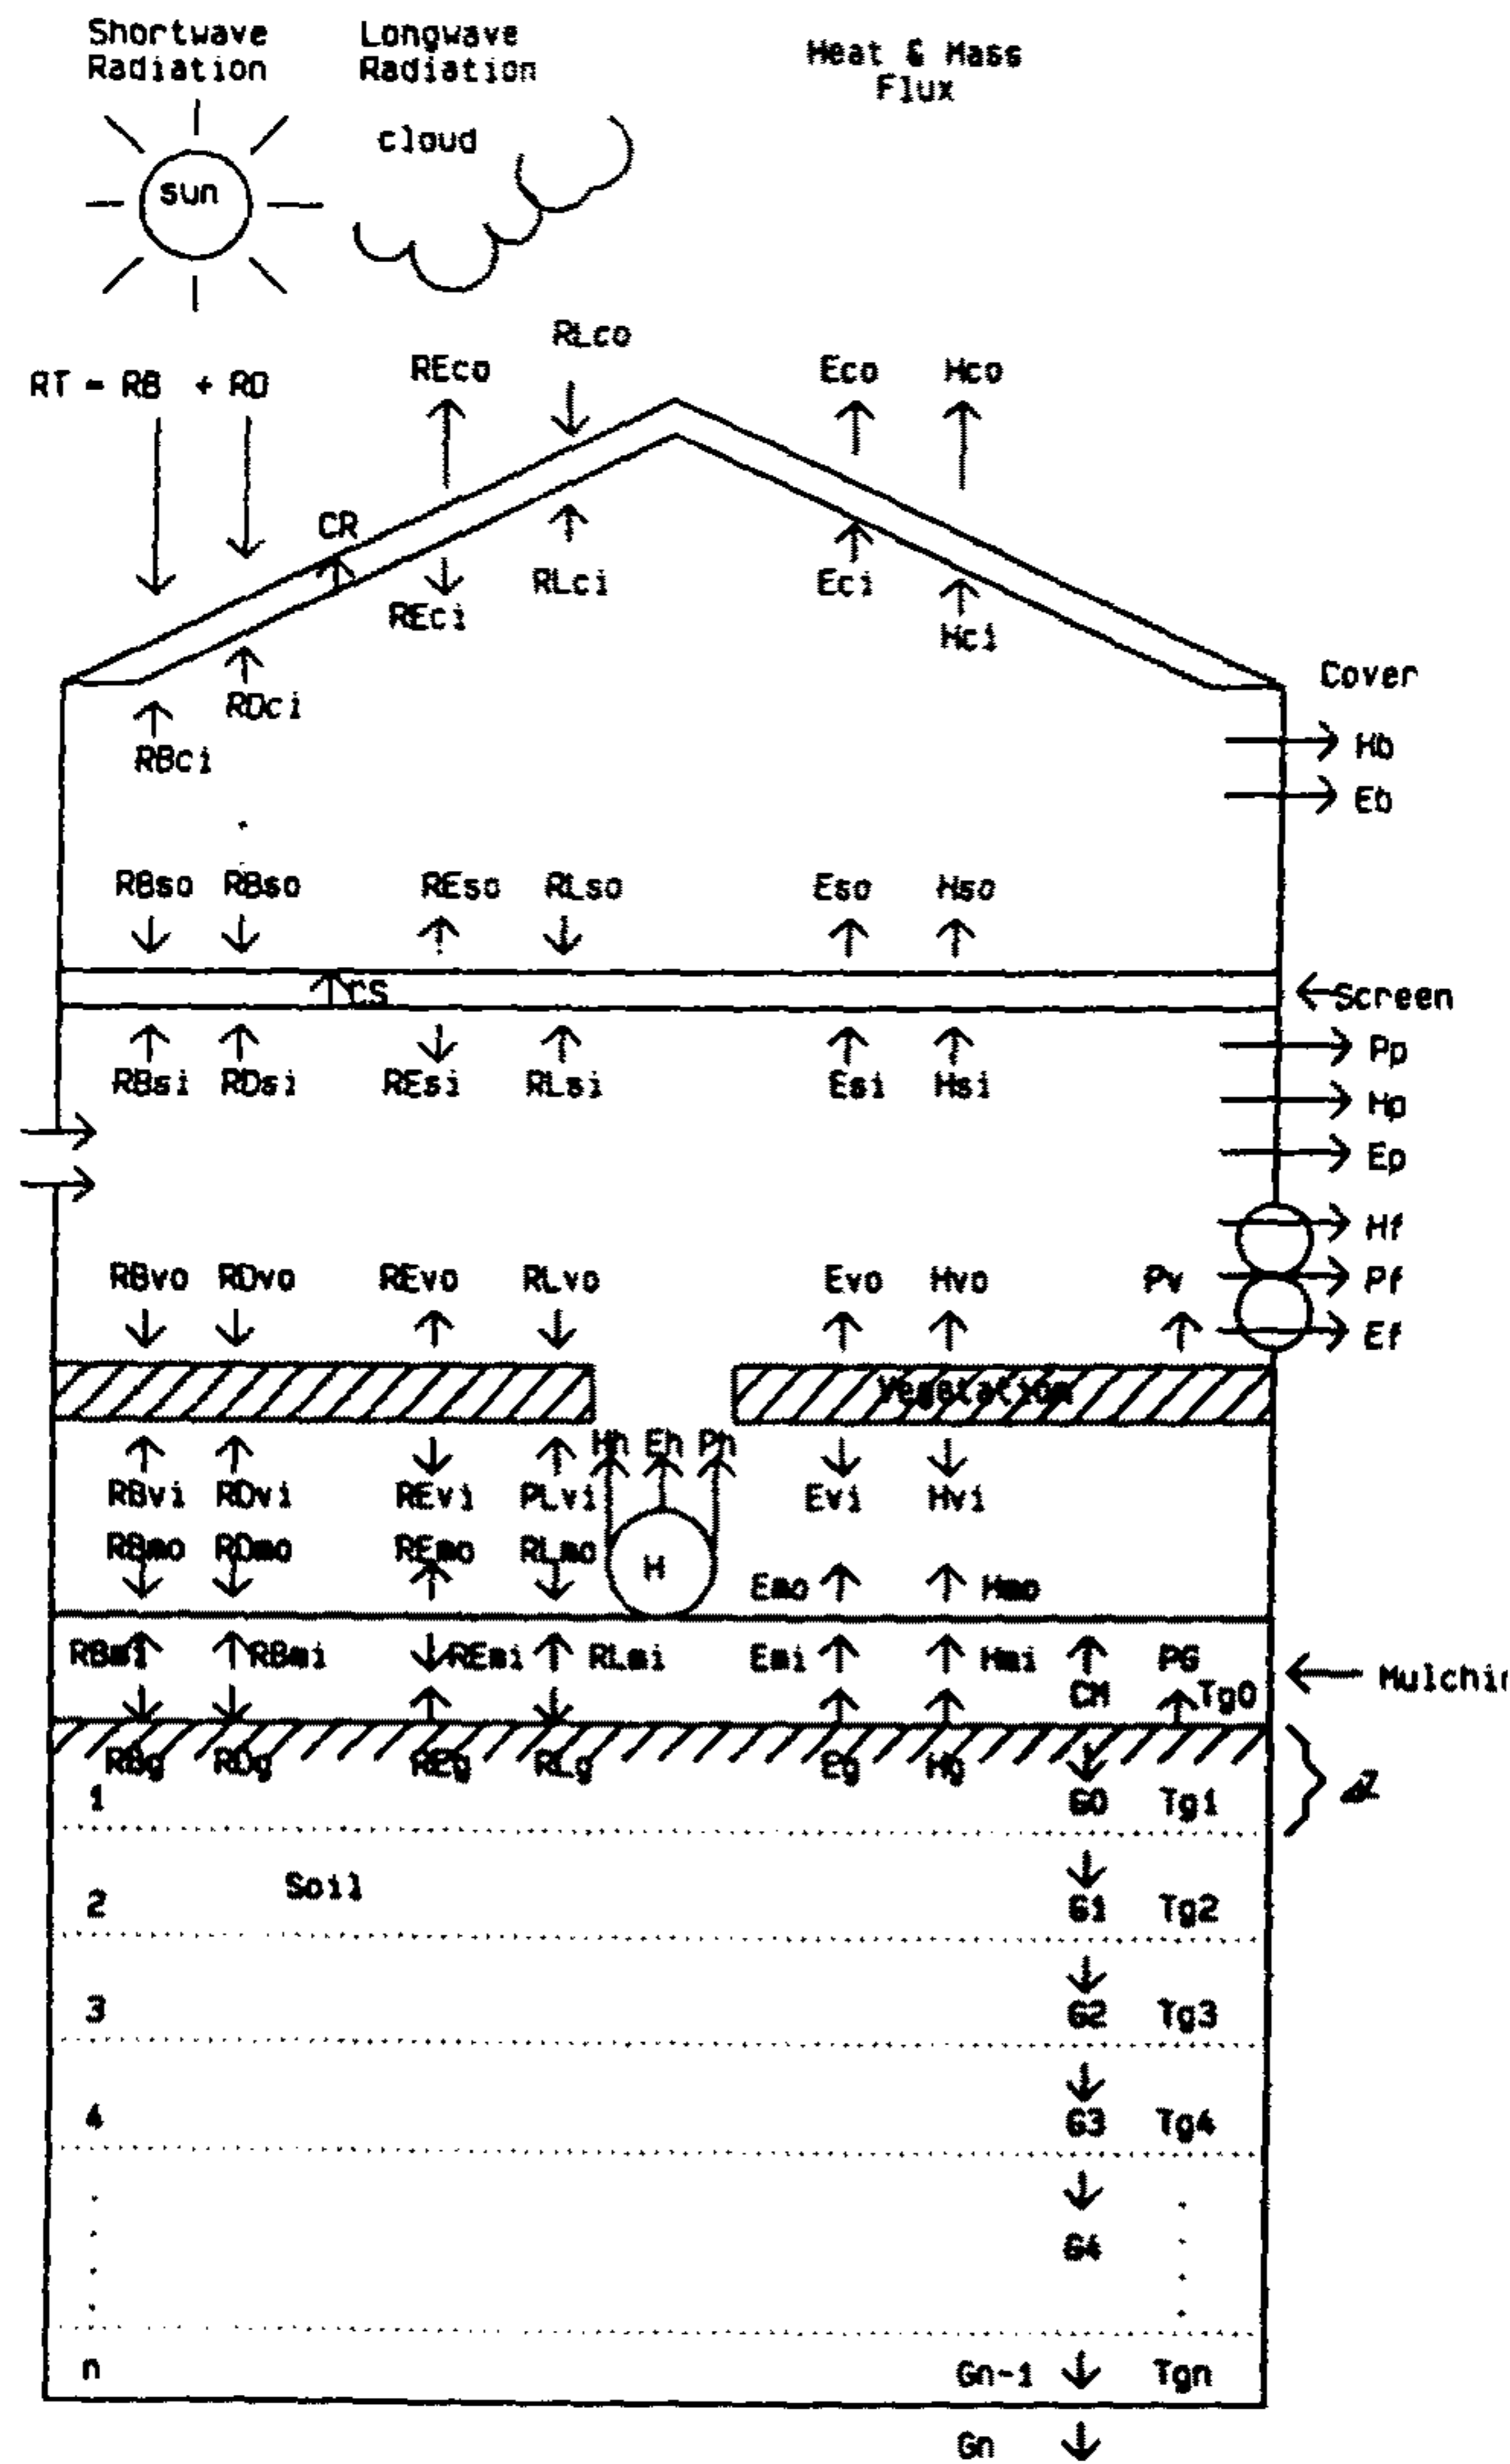 Shortwave Radiation
Longwave Radiation
Heat & Mass Flux
sun
cloud
RT = RB + RD
REco
RLco
Eco
Hco
CR
REci
RLci
Eci
Hci
RDci
RBci
Cover
Hb
Eb
RBso RBso REso RLso Eso Hso
CS
Screen
RBsi RDsi REsi RLsi Esi Hsi
Pp
Hp
Ep
Hf
Pf
Ef
RBvo RDvo REvo RLvo Evo Hvo Pv
Vegetation
Hh Eh Ph
RBvi RDvi REvi PLvi Evi Hvi
RBmo RDmo REmo RLmo
H
Emo Hmo
RBmi RBmi REmi RLmi Emi Hmi
CM
PG
Tg0
RBg RDg REg RLg Eg Hg
ΔZ
1 G0 Tg1
Soil
2 G1 Tg2
3 G2 Tg3
4 G3 Tg4
G4
n Gn-1 Tgn
Gn